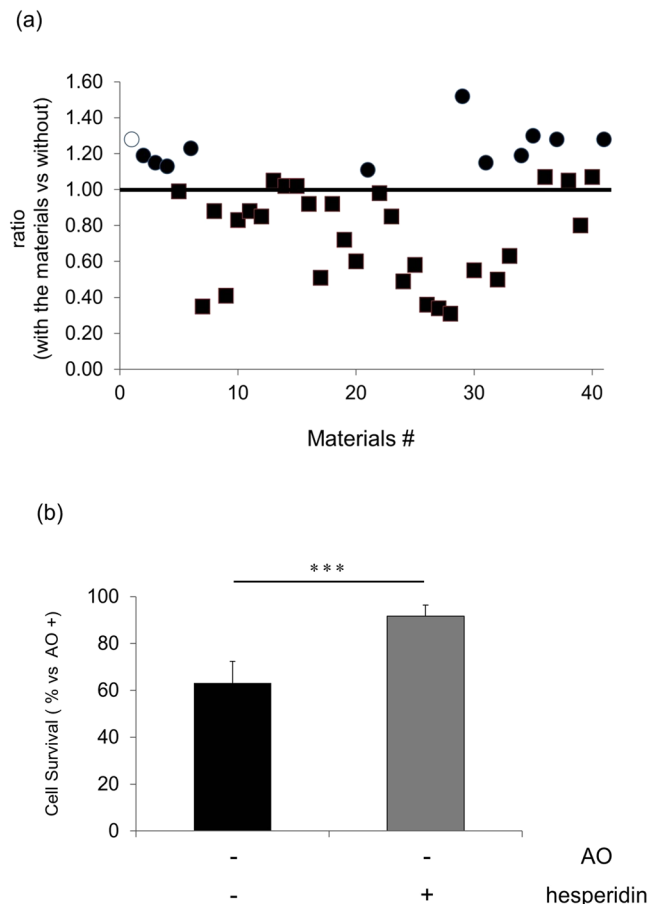 (a)
1.60
1.40
1.20
1.00
0.80
0.60
0.40
0.20
0.00
ratio
(with the materials vs without)
0 10 20 30 40
Materials #
(b)
***
100
80
60
40
20
0
Cell Survival ( % vs AO +)
- - AO
- + hesperidin